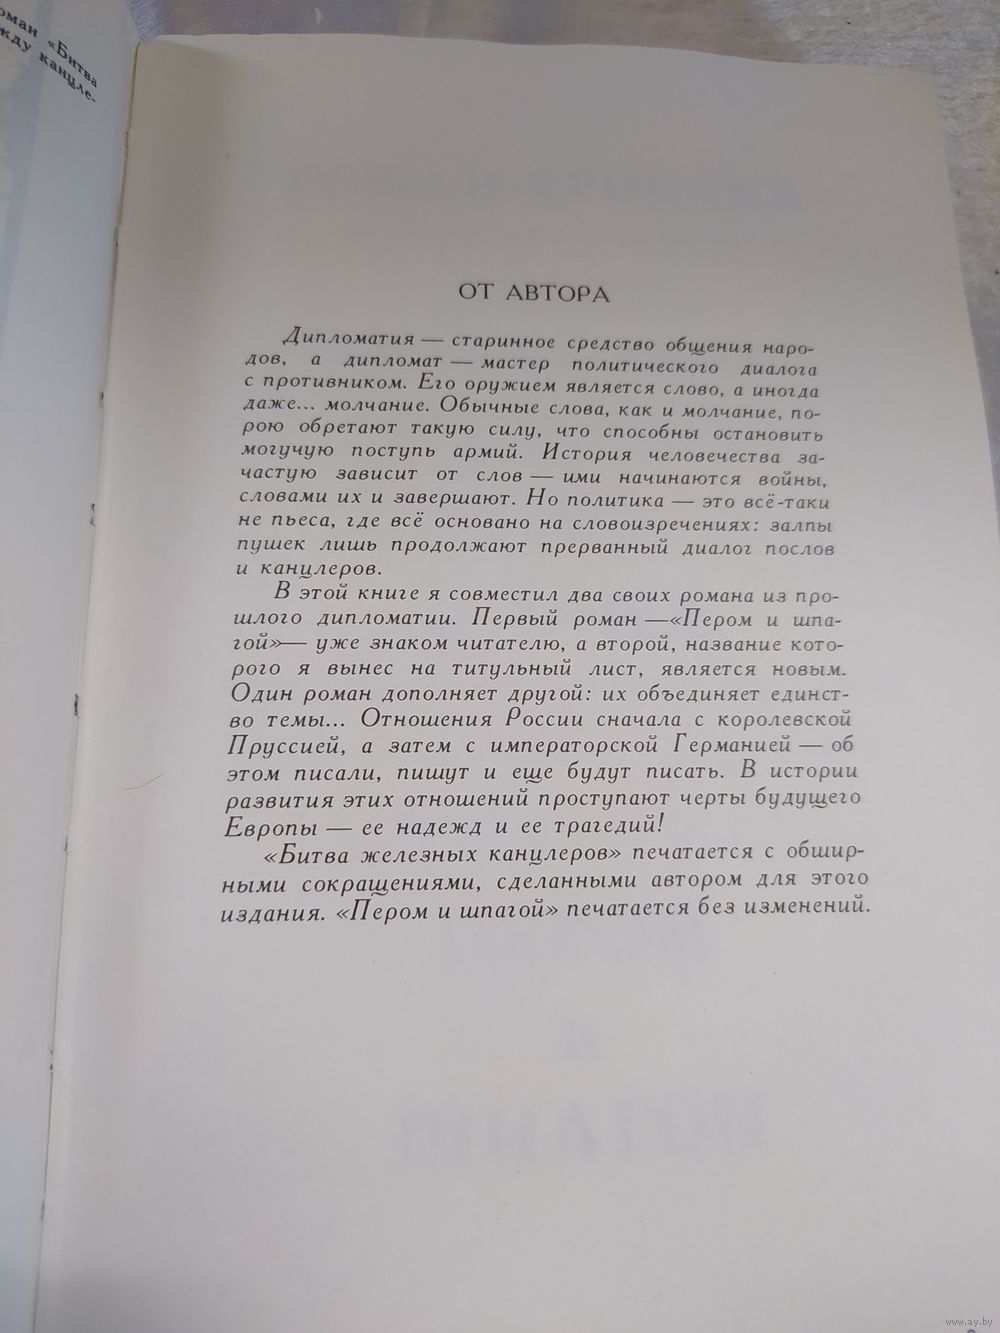 роман «Битва
жду канцле-
ОТ АВТОРА
Дипломатия — старинное средство общения наро-
дов, а дипломат — мастер политического диалога
с противником. Его оружием является слово, а иногда
даже... молчание. Обычные слова, как и молчание, по-
рою обретают такую силу, что способны остановить
могучую поступь армий. История человечества за-
частую зависит от слов — ими начинаются войны,
словами их и завершают. Но политика — это всё-таки
не пьеса, где всё основано на словоизречениях: залпы
пушек лишь продолжают прерванный диалог послов
и канцлеров.
В этой книге я совместил два своих романа из про-
шлого дипломатии. Первый роман —«Пером и шпа-
гой»— уже знаком читателю, а второй, название кото-
рого я вынес на титульный лист, является новым.
Один роман дополняет другой: их объединяет единст-
во темы... Отношения России сначала с королевской
Пруссией, а затем с императорской Германией — об
этом писали, пишут и еще будут писать. В истории
развития этих отношений проступают черты будущего
Европы — ее надежд и ее трагедий!
«Битва железных канцлеров» печатается с обшир-
ными сокращениями, сделанными автором для этого
издания. «Пером и шпагой» печатается без изменений.
www.ay.by